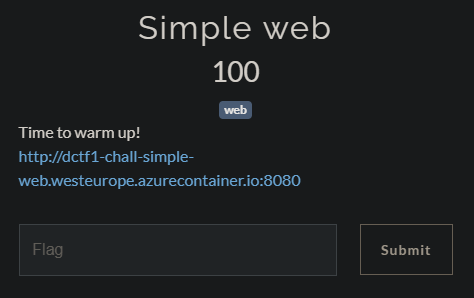 Simple web
100
web
Time to warm up!
http://dctf1-chall-simple-
web.westeurope.azurecontainer.io:8080
Flag
Submit